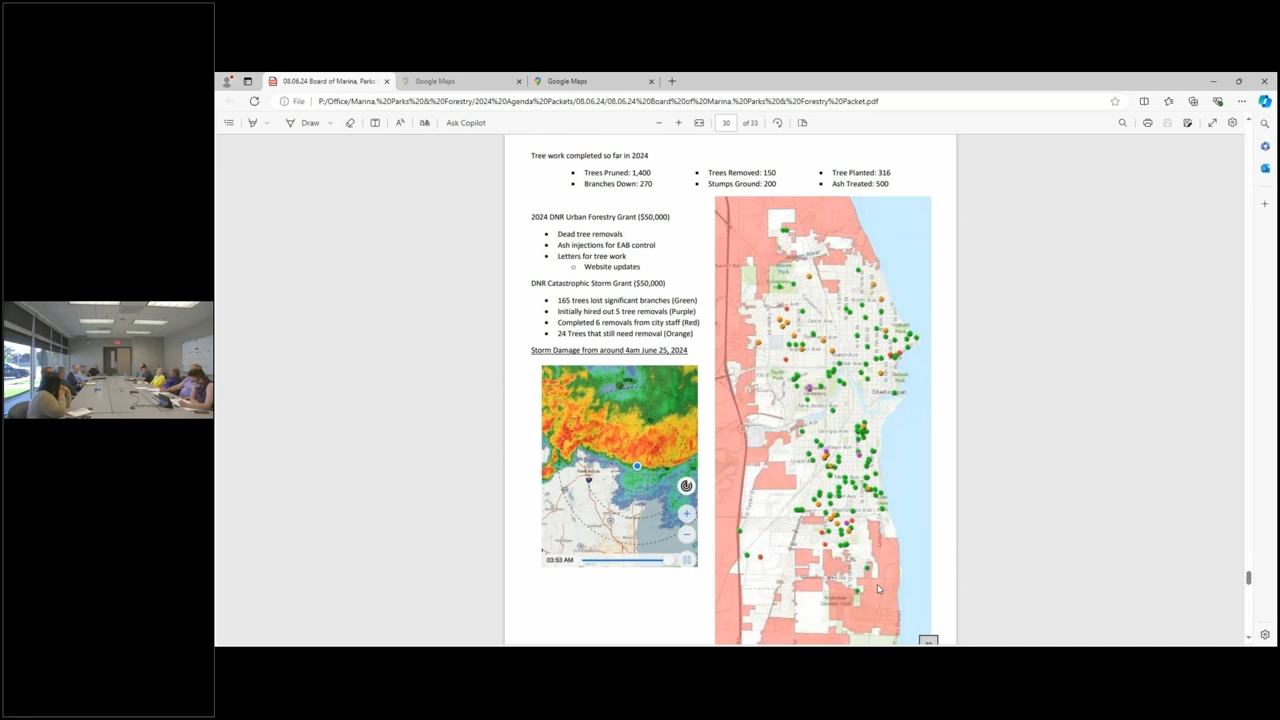 08.06.24 Board of Marina, Parks
Google Maps
Google Maps
File
P:/Office/Marina,%20Parks%20&%20Forestry/2024%20Agenda%20Packets/08.06.24/08.06.24%20Board%20of%20Marina.%20Parks%20&%20Forestry%20Packet.pdf
Draw
Ask Copilot
30 of 33
Tree work completed so far in 2024
• Trees Pruned: 1,400 • Trees Removed: 150 • Tree Planted: 316
• Branches Down: 270 • Stumps Ground: 200 • Ash Treated: 500
2024 DNR Urban Forestry Grant ($50,000)
• Dead tree removals
• Ash injections for EAB control
• Letters for tree work
o Website updates
DNR Catastrophic Storm Grant ($50,000)
• 165 trees lost significant branches (Green)
• Initially hired out 5 tree removals (Purple)
• Completed 6 removals from city staff (Red)
• 24 Trees that still need removal (Orange)
Storm Damage from around 4am June 25, 2024
03:53 AM
Sheboygan
New Jersey Ave
Georgia Ave